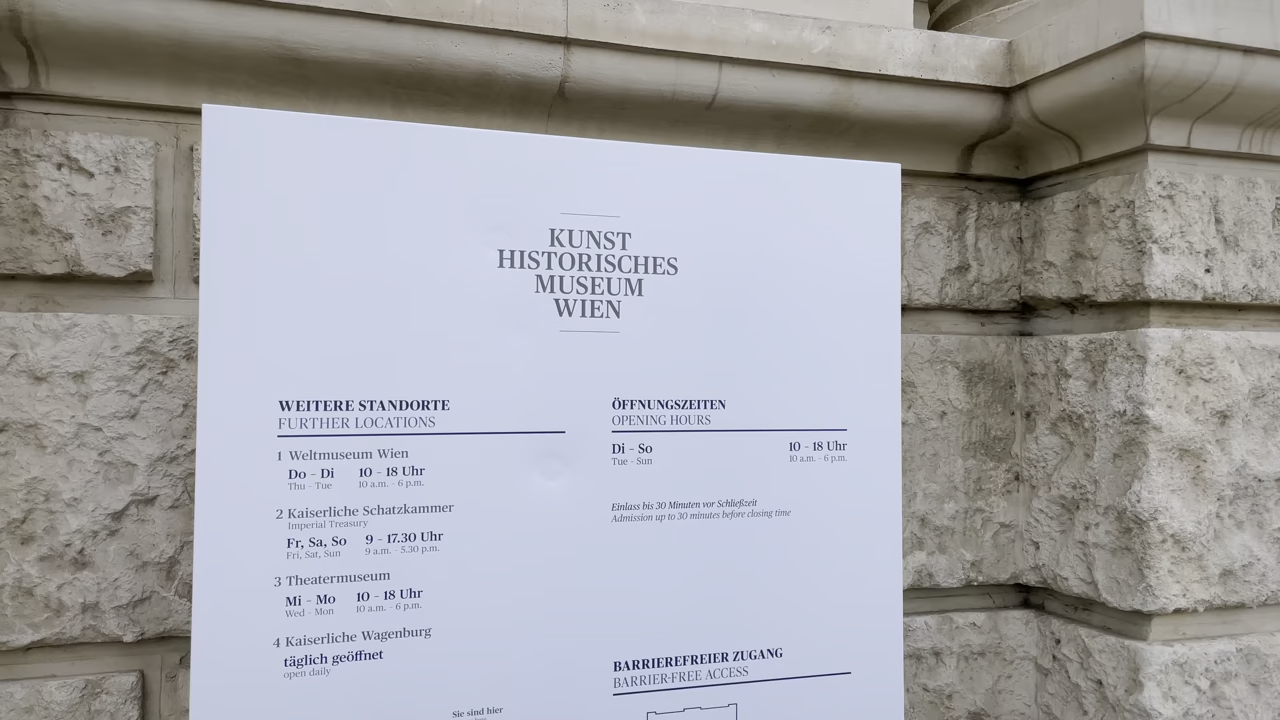 KUNST
HISTORISCHES
MUSEUM
WIEN
WEITERE STANDORTE
FURTHER LOCATIONS
1 Weltmuseum Wien
Do – Di 10 – 18 Uhr
Thu – Tue 10 a.m. – 6 p.m.
2 Kaiserliche Schatzkammer
Imperial Treasury
Fr, Sa, So 9 – 17.30 Uhr
Fri, Sat, Sun 9 a.m. – 5.30 p.m.
3 Theatermuseum
Mi – Mo 10 – 18 Uhr
Wed – Mon 10 a.m. – 6 p.m.
4 Kaiserliche Wagenburg
täglich geöffnet
open daily
Sie sind hier
ÖFFNUNGSZEITEN
OPENING HOURS
Di – So 10 – 18 Uhr
Tue – Sun 10 a.m. – 6 p.m.
Einlass bis 30 Minuten vor Schließzeit
Admission up to 30 minutes before closing time
BARRIEREFREIER ZUGANG
BARRIER-FREE ACCESS